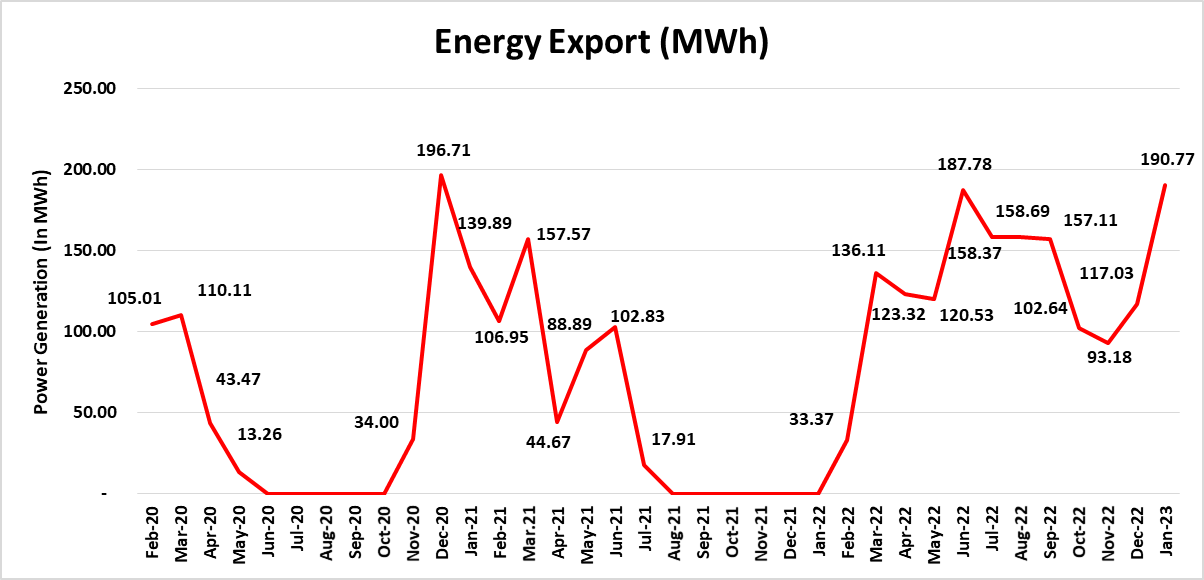 Energy Export (MWh)
Power Generation (In MWh)
250.00
200.00
150.00
100.00
50.00
-
105.01
110.11
43.47
13.26
34.00
196.71
139.89
106.95
157.57
44.67
88.89
102.83
17.91
33.37
136.11
123.32
120.53
187.78
158.37
158.69
157.11
102.64
93.18
117.03
190.77
Feb-20
Mar-20
Apr-20
May-20
Jun-20
Jul-20
Aug-20
Sep-20
Oct-20
Nov-20
Dec-20
Jan-21
Feb-21
Mar.21
Apr-21
May-21
Jun-21
Jul-21
Aug-21
Sep-21
Oct-21
Nov-21
Dec-21
Jan-22
Feb-22
Mar-22
Apr-22
May-22
Jun-22
Jul-22
Aug-22
Sep-22
Oct-22
Nov-22
Dec-22
Jan-23